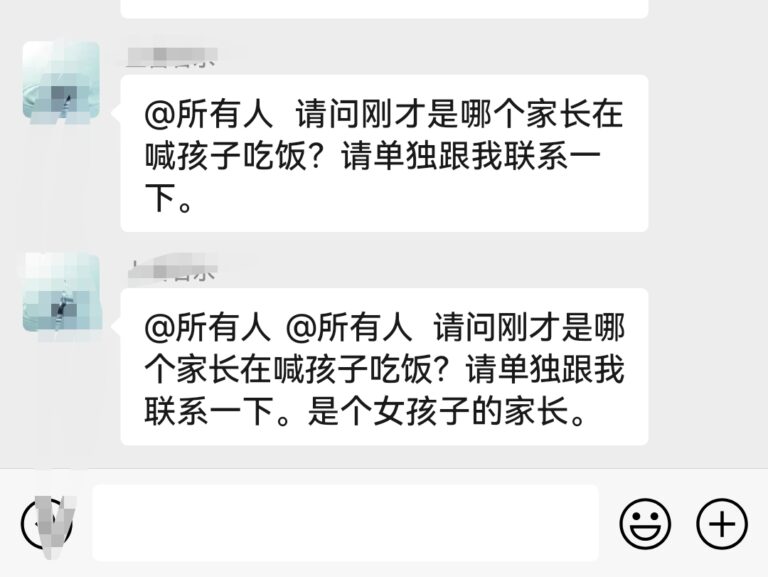 @所有人  请问刚才是哪个家长在
喊孩子吃饭？请单独跟我联系一
下。
@所有人 @所有人  请问刚才是哪
个家长在喊孩子吃饭？请单独跟我
联系一下。是个女孩子的家长。